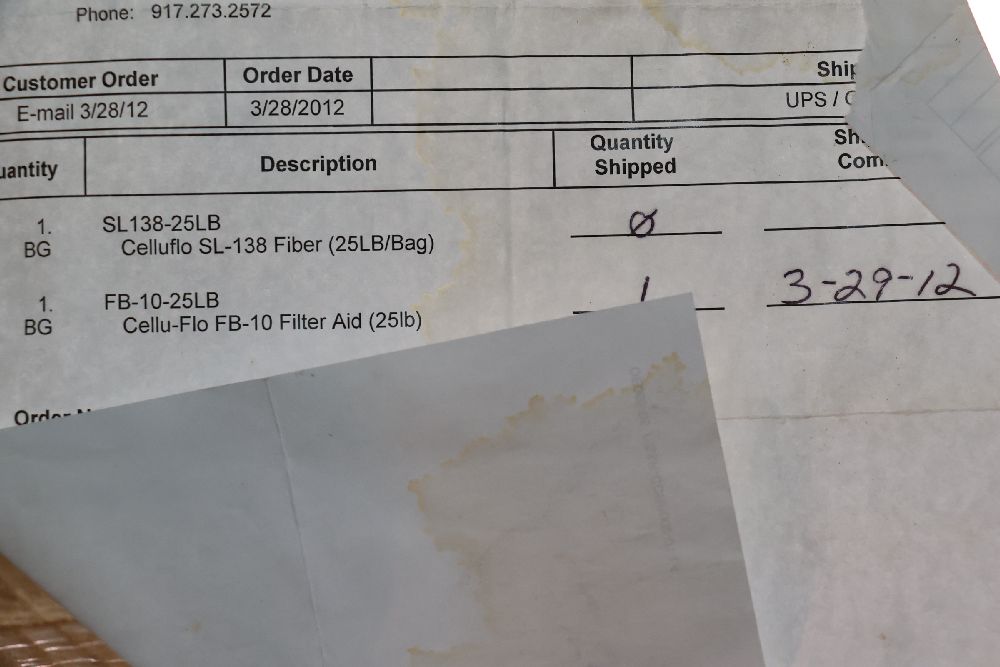 Phone: 917.273.2572
Customer Order Order Date
E-mail 3/28/12 3/28/2012 UPS /
Quantity
Description Shipped
1. SL138-25LB Ø
BG Celluflo SL-138 Fiber (25LB/Bag)
1. FB-10-25LB 1 3-29-12
BG Cellu-Flo FB-10 Filter Aid (25lb)